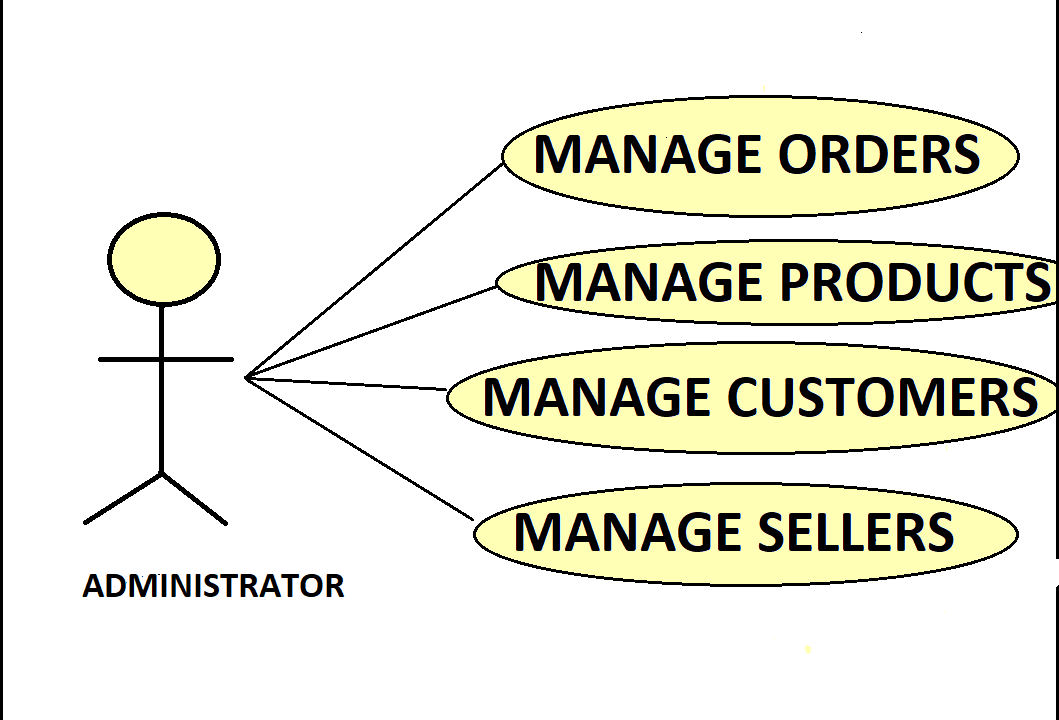 MANAGE ORDERS
MANAGE PRODUCTS
MANAGE CUSTOMERS
MANAGE SELLERS
ADMINISTRATOR